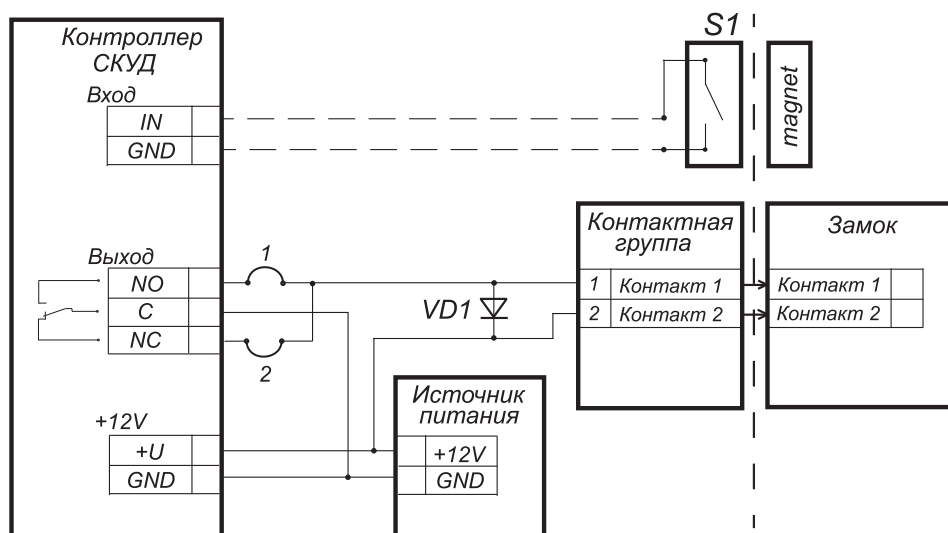 Контроллер
СКУД
Вход
IN
GND
S1
magnet
Выход
NO
C
NC
1
2
VD1
Контактная
группа
1 Контакт 1
2 Контакт 2
Замок
Контакт 1
Контакт 2
+12V
+U
GND
Источник
питания
+12V
GND